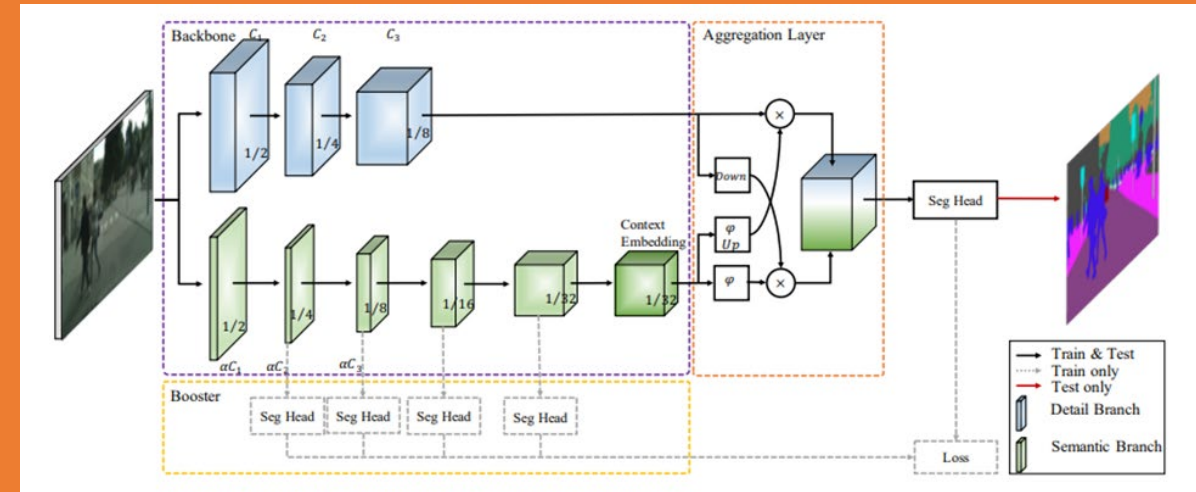 Backbone
C₁
C₂
C₃
Aggregation Layer
1/2
1/4
1/8
×
Down
φ
Up
φ
×
Seg Head
Context
Embedding
1/2
1/4
1/8
1/16
1/32
1/32
αC₁
αC₂
αC₃
Booster
Seg Head
Seg Head
Seg Head
Seg Head
Loss
Train & Test
Train only
Test only
Detail Branch
Semantic Branch